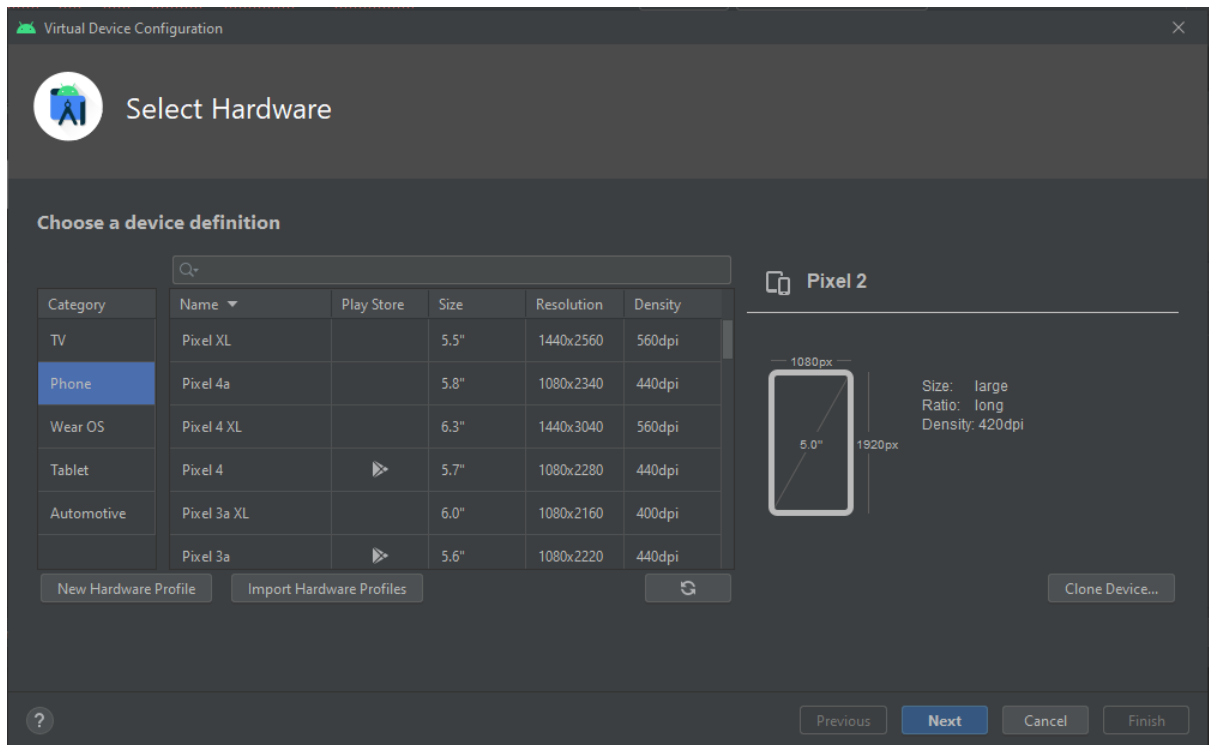 Virtual Device Configuration
Select Hardware
Choose a device definition
Category
TV
Phone
Wear OS
Tablet
Automotive
Name Play Store Size Resolution Density
Pixel XL 5.5" 1440x2560 560dpi
Pixel 4a 5.8" 1080x2340 440dpi
Pixel 4 XL 6.3" 1440x3040 560dpi
Pixel 4 5.7" 1080x2280 440dpi
Pixel 3a XL 6.0" 1080x2160 400dpi
Pixel 3a 5.6" 1080x2220 440dpi
New Hardware Profile Import Hardware Profiles
Pixel 2
1080px
5.0" 1920px
Size: large
Ratio: long
Density: 420dpi
Clone Device...
? Previous Next Cancel Finish